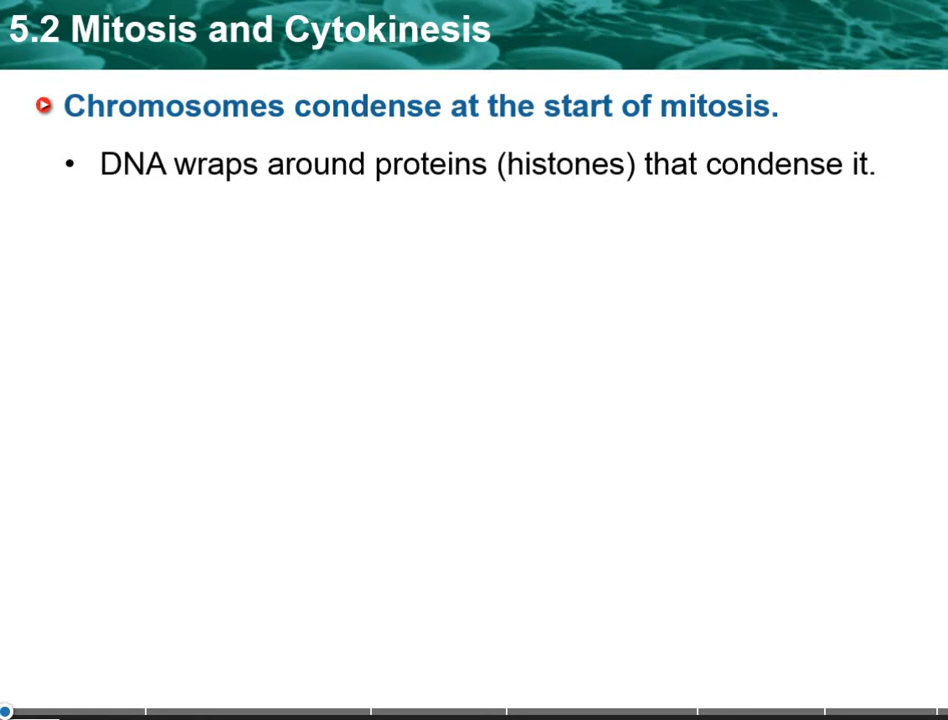 5.2 Mitosis and Cytokinesis
Chromosomes condense at the start of mitosis.
• DNA wraps around proteins (histones) that condense it.